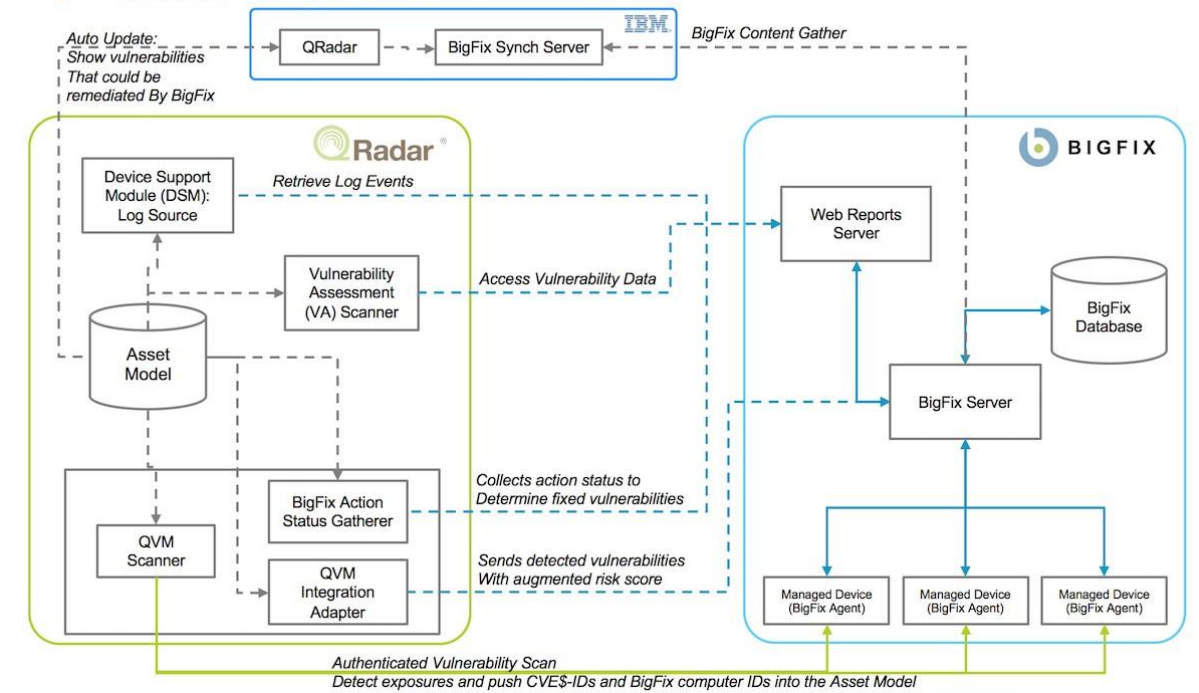 Auto Update:
Show vulnerabilities
That could be
remediated By BigFix
QRadar
BigFix Synch Server
IBM
BigFix Content Gather
QRadar®
BIGFIX
Device Support
Module (DSM):
Log Source
Retrieve Log Events
Web Reports
Server
Vulnerability
Assessment
(VA) Scanner
Access Vulnerability Data
BigFix
Database
Asset
Model
BigFix Server
BigFix Action
Status Gatherer
Collects action status to
Determine fixed vulnerabilities
QVM
Scanner
QVM
Integration
Adapter
Sends detected vulnerabilities
With augmented risk score
Managed Device
(BigFix Agent)
Managed Device
(BigFix Agent)
Managed Device
(BigFix Agent)
Authenticated Vulnerability Scan
Detect exposures and push CVE$-IDs and BigFix computer IDs into the Asset Model